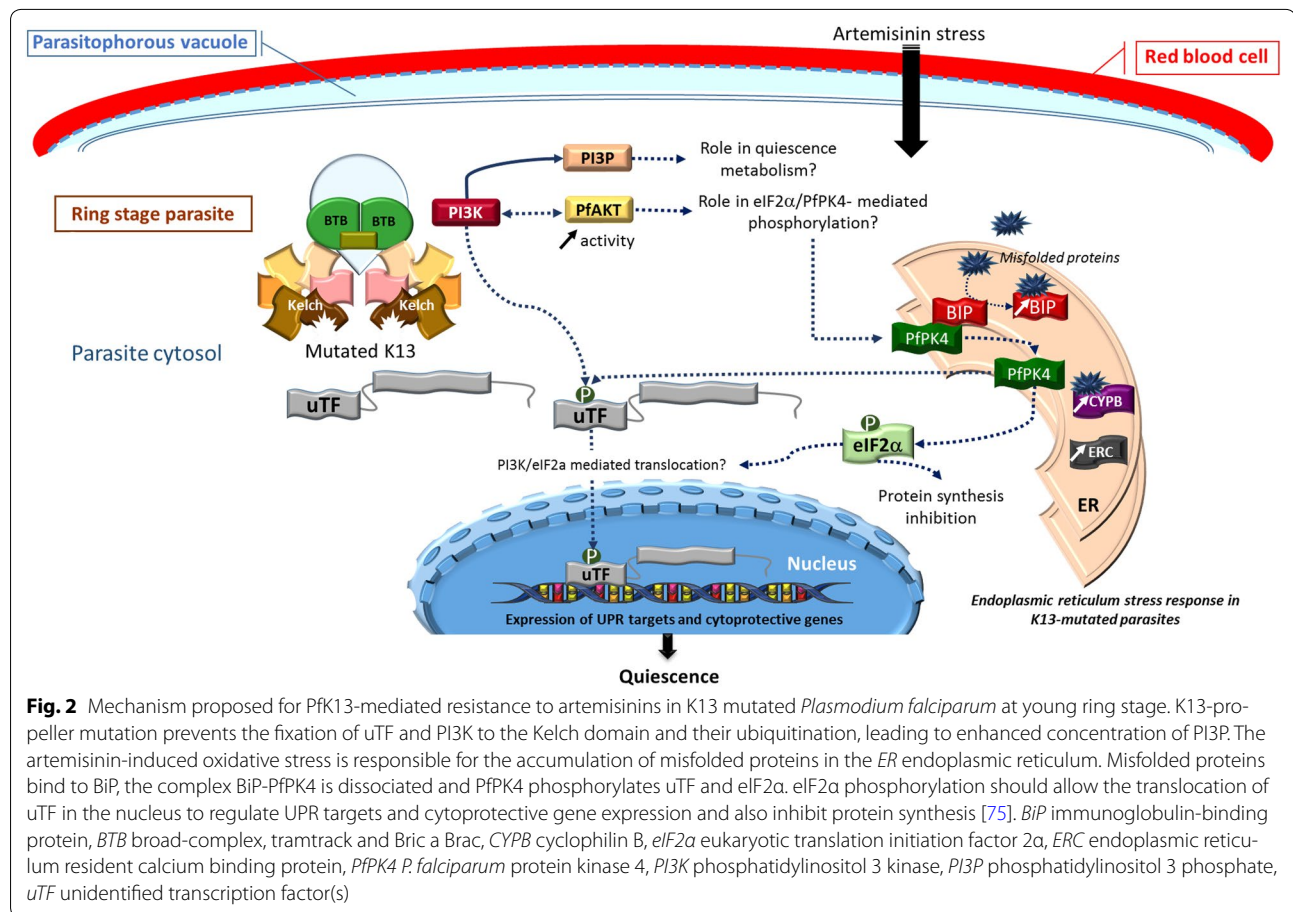 Parasitophorous vacuole
Artemisinin stress
Red blood cell
Ring stage parasite
PI3P
Role in quiescence
metabolism?
BTB
BTB
PI3K
PfAKT
activity
Role in eIF2α/PfPK4- mediated
phosphorylation?
Kelch
Kelch
Mutated K13
Parasite cytosol
Misfolded proteins
BIP
BIP
PfPK4
PfPK4
CYPB
ERC
ER
uTF
P
uTF
P
eIF2α
PI3K/eIF2a mediated translocation?
Protein synthesis
inhibition
P
uTF
Nucleus
Expression of UPR targets and cytoprotective genes
Endoplasmic reticulum stress response in
K13-mutated parasites
Quiescence
Fig. 2 Mechanism proposed for PfK13-mediated resistance to artemisinins in K13 mutated Plasmodium falciparum at young ring stage. K13-pro-
peller mutation prevents the fixation of uTF and PI3K to the Kelch domain and their ubiquitination, leading to enhanced concentration of PI3P. The
artemisinin-induced oxidative stress is responsible for the accumulation of misfolded proteins in the ER endoplasmic reticulum. Misfolded proteins
bind to BiP, the complex BiP-PfPK4 is dissociated and PfPK4 phosphorylates uTF and eIF2α. eIF2α phosphorylation should allow the translocation of
uTF in the nucleus to regulate UPR targets and cytoprotective gene expression and also inhibit protein synthesis [75]. BiP immunoglobulin-binding
protein, BTB broad-complex, tramtrack and Bric a Brac, CYPB cyclophilin B, eIF2α eukaryotic translation initiation factor 2α, ERC endoplasmic reticu-
lum resident calcium binding protein, PfPK4 P. falciparum protein kinase 4, PI3K phosphatidylinositol 3 kinase, PI3P phosphatidylinositol 3 phosphate,
uTF unidentified transcription factor(s)